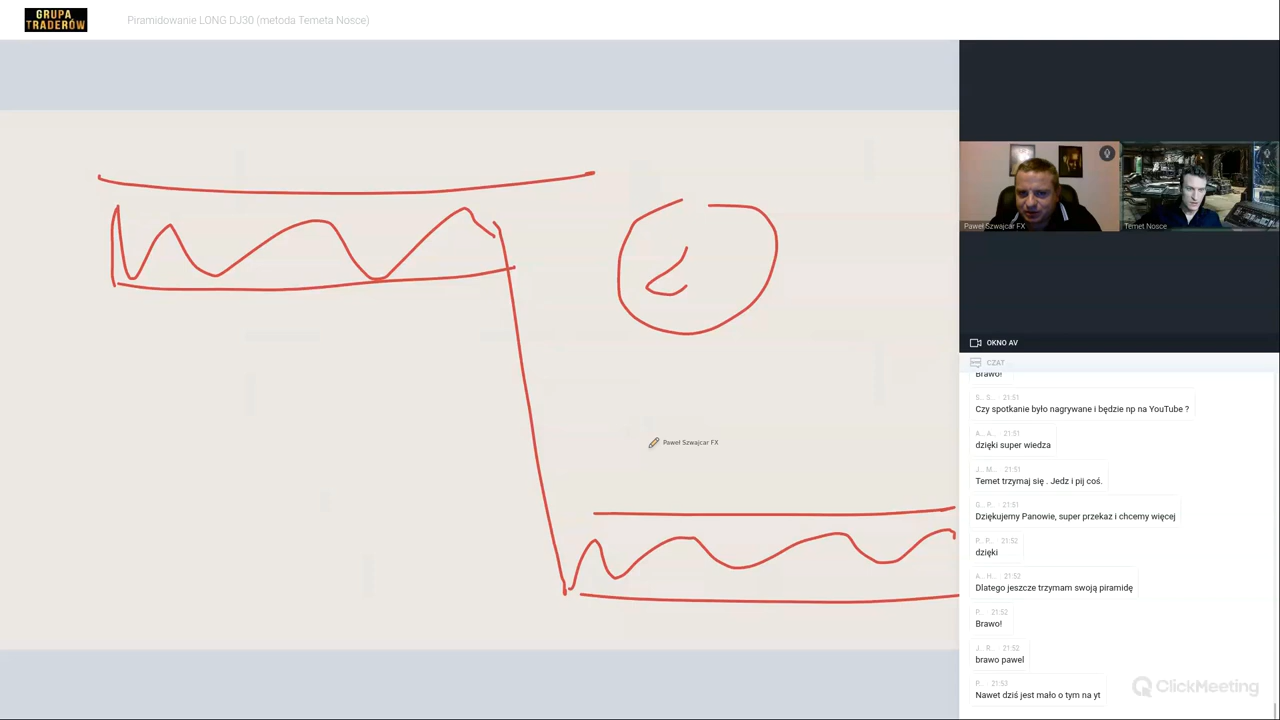 GRUPA
TRADERÓW
Piramidowanie LONG DJ30 (metoda Temeta Nosce)
Paweł Szwajcar FX
Temet Nosce
OKNO AV
CZAT
Brawo!
S... S... 21:51
Czy spotkanie było nagrywane i będzie np na YouTube ?
A... A... 21:51
dzięki super wiedza
J... M... 21:51
Temet trzymaj się . Jedz i pij coś.
G... P... 21:51
Dziękujemy Panowie, super przekaz i chcemy więcej
P... P... 21:52
dzięki
A... H... 21:52
Dlatego jeszcze trzymam swoją piramidę
P... 21:52
Brawo!
J... R... 21:52
brawo pawel
P... 21:53
Nawet dziś jest mało o tym na yt
Paweł Szwajcar FX
ClickMeeting